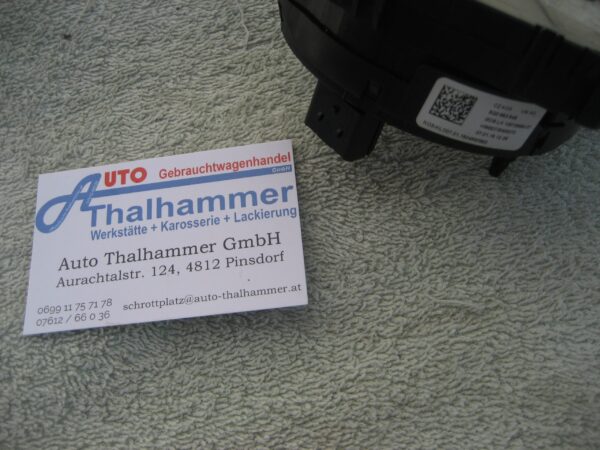 AUTO Gebrauchtwagenhandel
GmbH
Thalhammer
Werkstätte + Karosserie + Lackierung
Auto Thalhammer GmbH
Aurachtalstr. 124, 4812 Pinsdorf
0699 11 75 71 78 schrottplatz@auto-thalhammer.at
07612 / 66 0 36